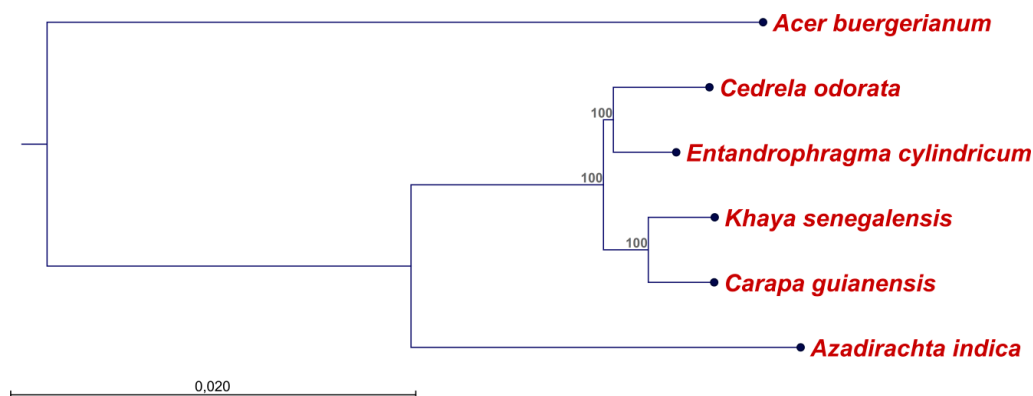 Acer buergerianum
Cedrela odorata
100
Entandrophragma cylindricum
100
Khaya senegalensis
100
Carapa guianensis
Azadirachta indica
0,020